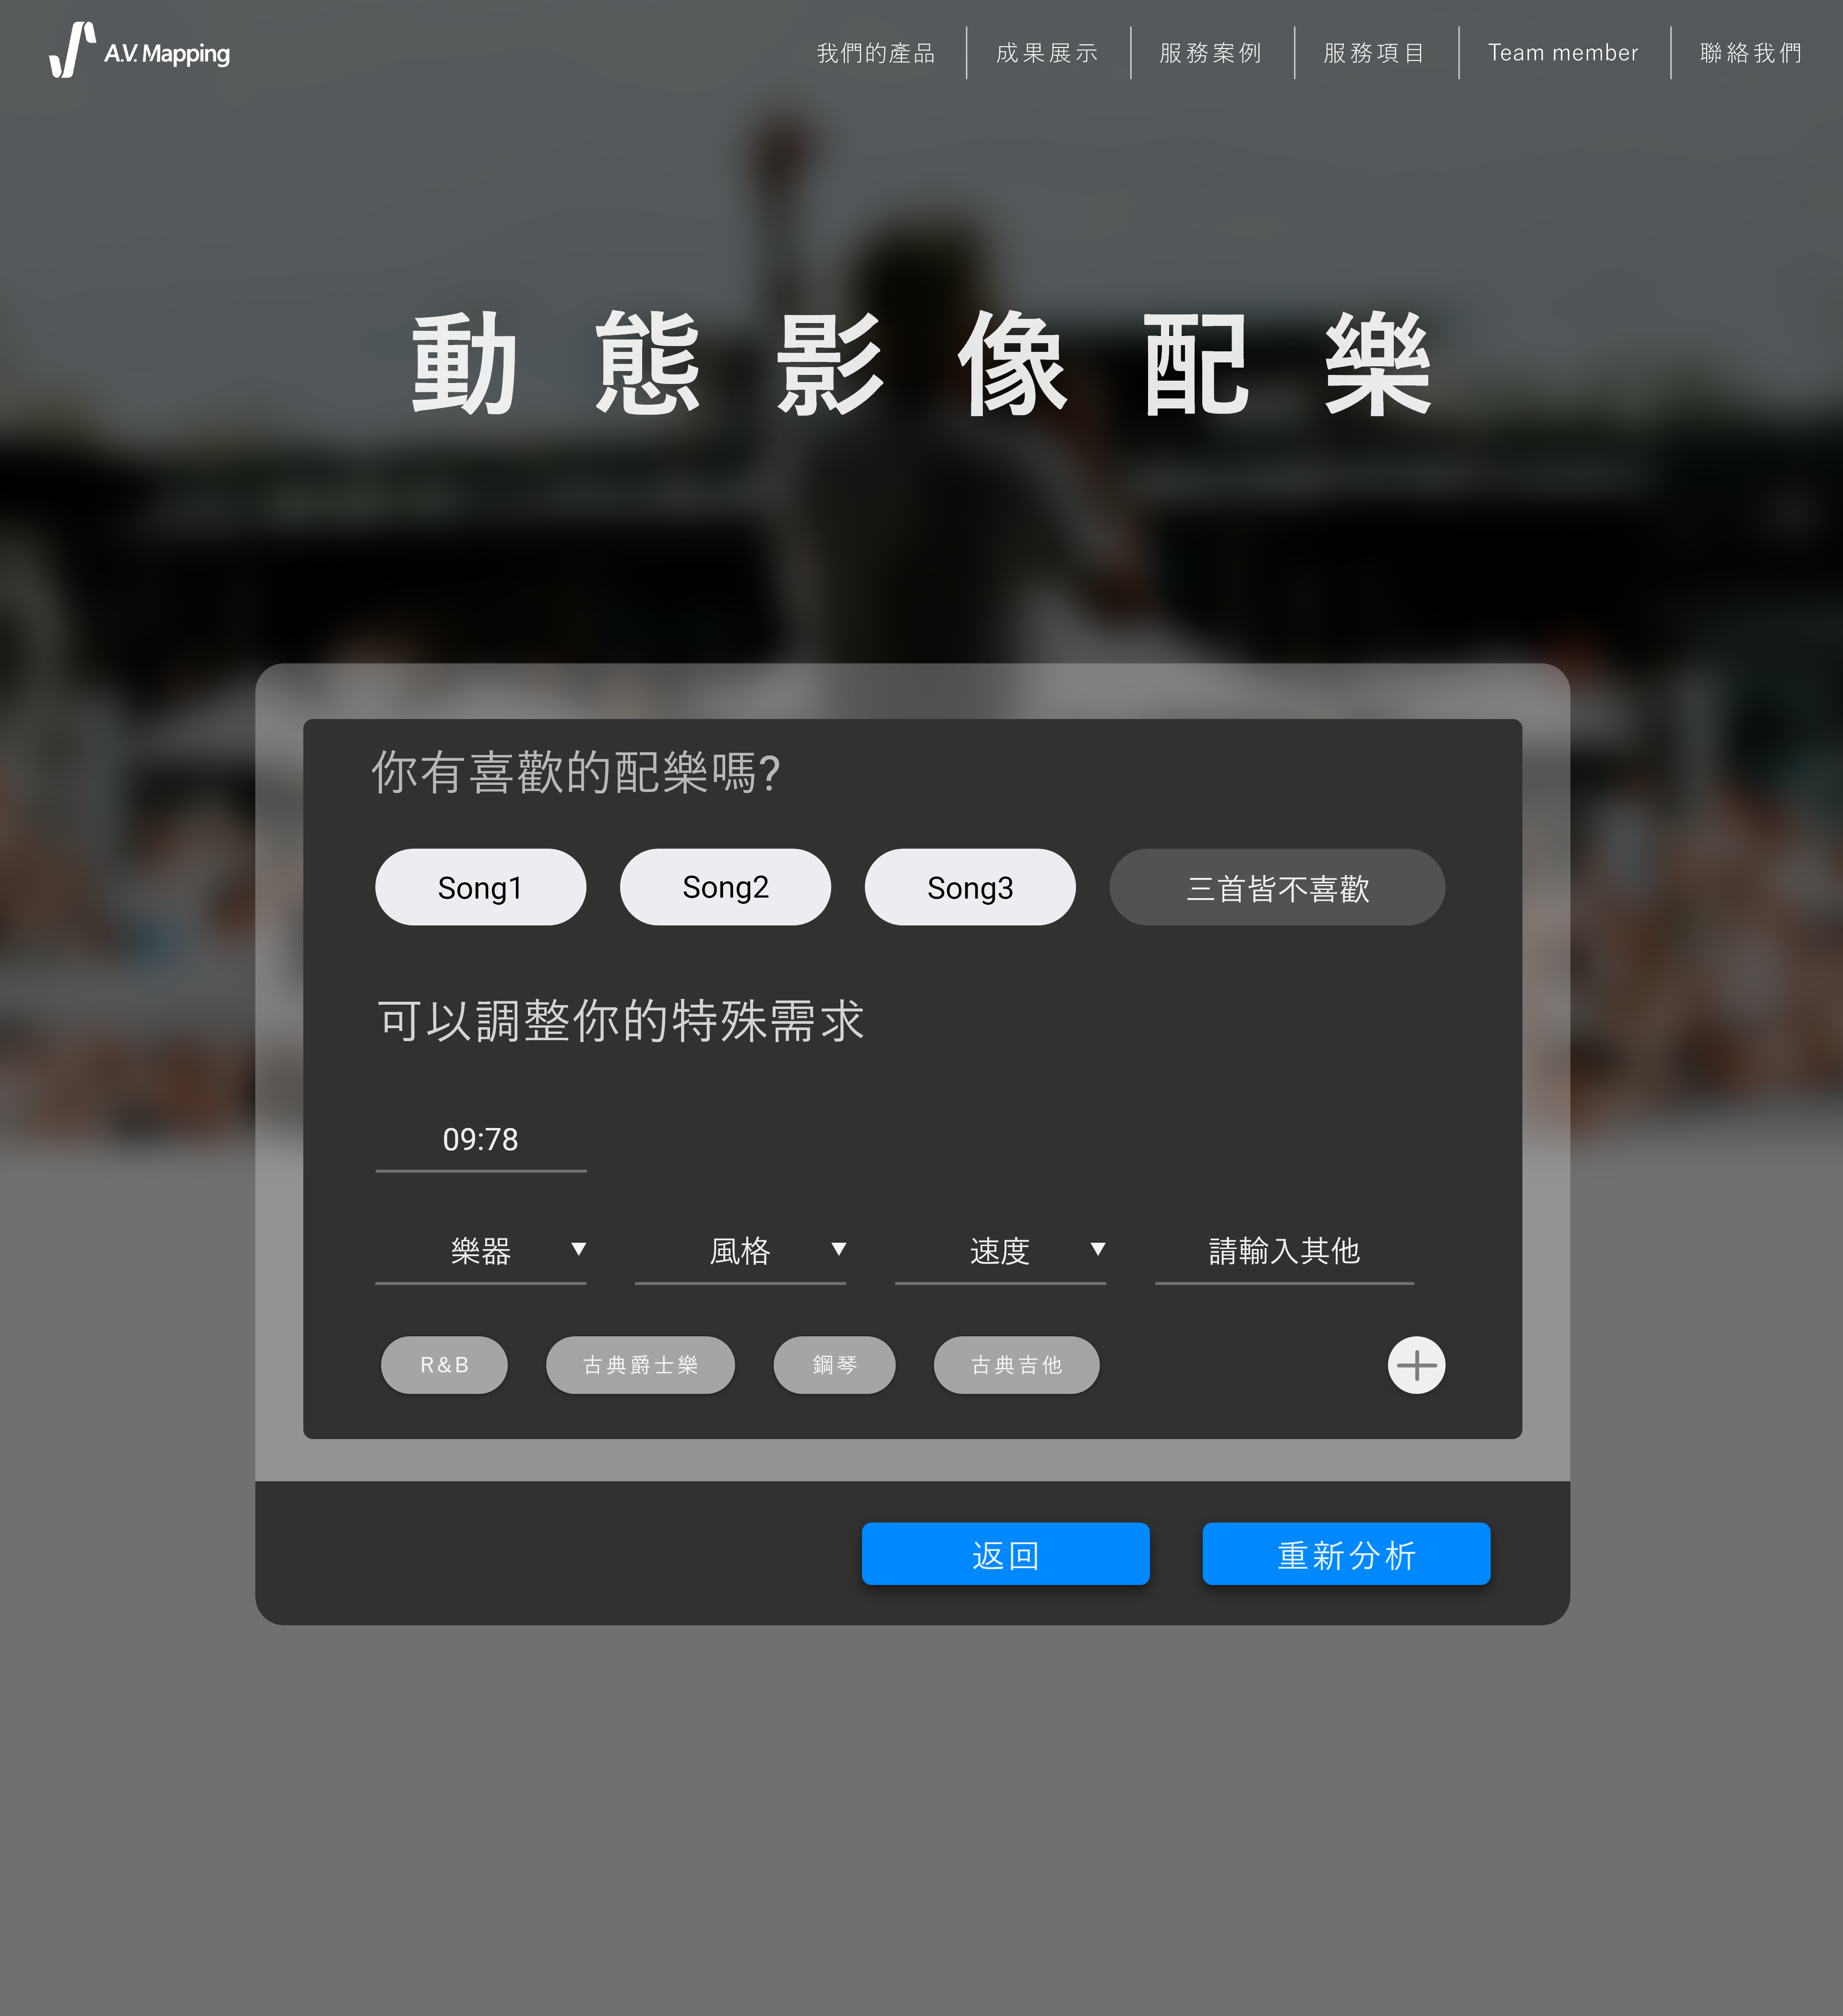 A.V. Mapping
我們的產品
成果展示
服務案例
服務項目
Team member
聯絡我們
動態影像配樂
你有喜歡的配樂嗎?
Song1
Song2
Song3
三首皆不喜歡
可以調整你的特殊需求
09:78
樂器
風格
速度
請輸入其他
R&B
古典爵士樂
鋼琴
古典吉他
返回
重新分析